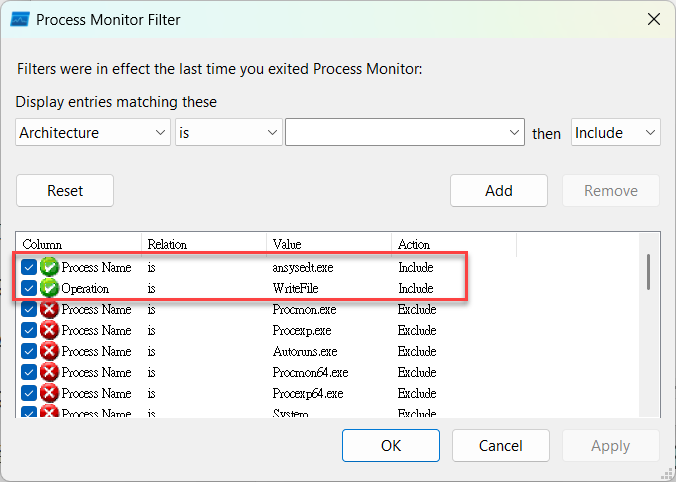 Process Monitor Filter
Filters were in effect the last time you exited Process Monitor:
Display entries matching these
Architecture is then Include
Reset Add Remove
Column Relation Value Action
Process Name is ansysedt.exe Include
Operation is WriteFile Include
Process Name is Procmon.exe Exclude
Process Name is Procexp.exe Exclude
Process Name is Autoruns.exe Exclude
Process Name is Procmon64.exe Exclude
Process Name is Procexp64.exe Exclude
Process Name is System Exclude
OK Cancel Apply